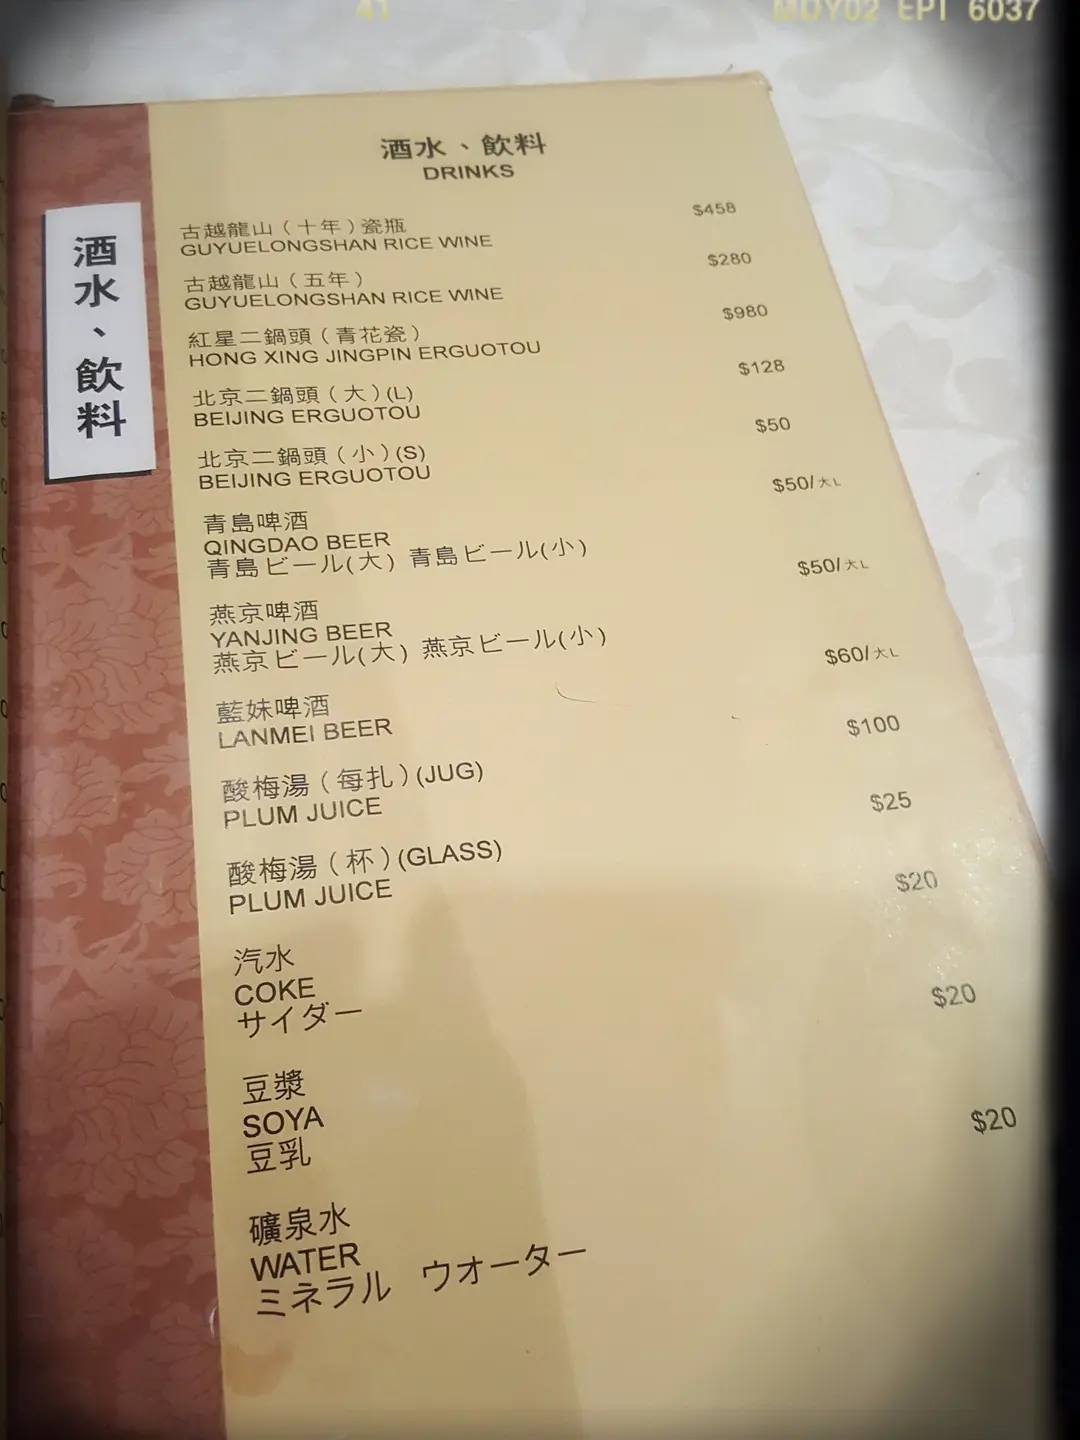 41
MDY02 EPI 6037
酒水、飲料
酒水、飲料
DRINKS
古越龍山（十年）瓷瓶 $458
GUYUELONGSHAN RICE WINE
古越龍山（五年） $280
GUYUELONGSHAN RICE WINE
紅星二鍋頭（青花瓷） $980
HONG XING JINGPIN ERGUOTOU
北京二鍋頭（大）(L) $128
BEIJING ERGUOTOU
北京二鍋頭（小）(S) $50
BEIJING ERGUOTOU
青島啤酒 $50/大L
QINGDAO BEER
青島ビール(大) 青島ビール(小)
燕京啤酒 $50/大L
YANJING BEER
燕京ビール(大) 燕京ビール(小)
藍妹啤酒 $60/大L
LANMEI BEER
酸梅湯（每扎）(JUG) $100
PLUM JUICE
酸梅湯（杯）(GLASS) $25
PLUM JUICE
汽水 $20
COKE
サイダー
豆漿 $20
SOYA
豆乳
礦泉水 $20
WATER
ミネラル ウオーター